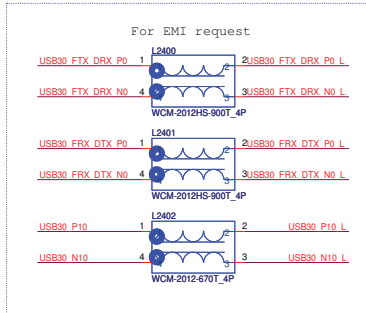 For EMI request
L2400
USB30_FTX_DRX_P0 1 2 USB30_FTX_DRX_P0_L
USB30_FTX_DRX_N0 4 3 USB30_FTX_DRX_N0_L
WCM-2012HS-900T_4P
L2401
USB30_FRX_DTX_P0 1 2 USB30_FRX_DTX_P0_L
USB30_FRX_DTX_N0 4 3 USB30_FRX_DTX_N0_L
WCM-2012HS-900T_4P
L2402
USB30_P10 1 2 USB30_P10_L
USB30_N10 4 3 USB30_N10_L
WCM-2012-670T_4P